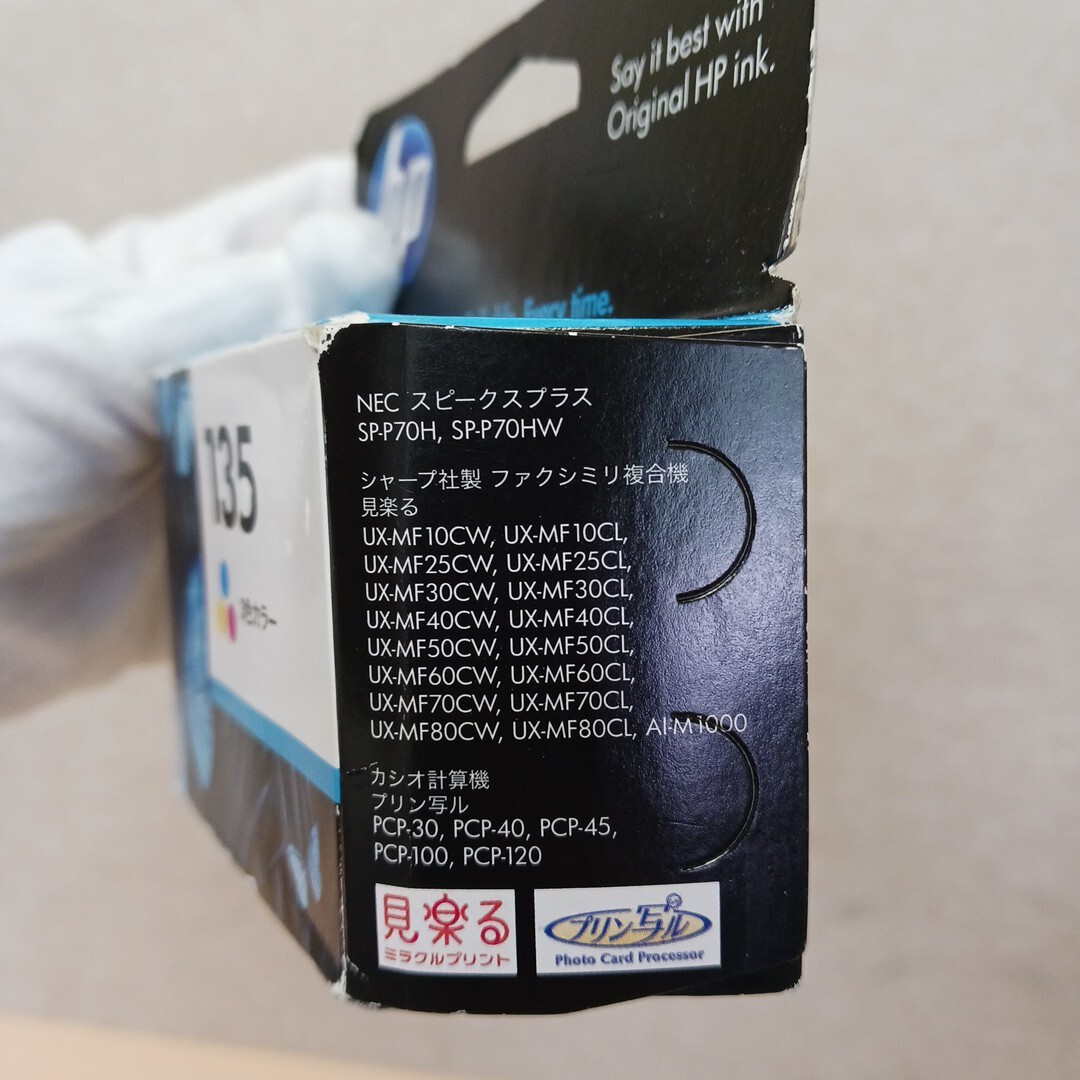 Say it best with
Original HP ink.
hp
Every time.
135
3色カラー
NEC スピークスプラス
SP-P70H, SP-P70HW
シャープ社製 ファクシミリ複合機
見楽る
UX-MF10CW, UX-MF10CL,
UX-MF25CW, UX-MF25CL,
UX-MF30CW, UX-MF30CL,
UX-MF40CW, UX-MF40CL,
UX-MF50CW, UX-MF50CL,
UX-MF60CW, UX-MF60CL,
UX-MF70CW, UX-MF70CL,
UX-MF80CW, UX-MF80CL, AI-M1000
カシオ計算機
プリン写ル
PCP-30, PCP-40, PCP-45,
PCP-100, PCP-120
見楽る
ミラクルプリント
プリン写ル
Photo Card Processor